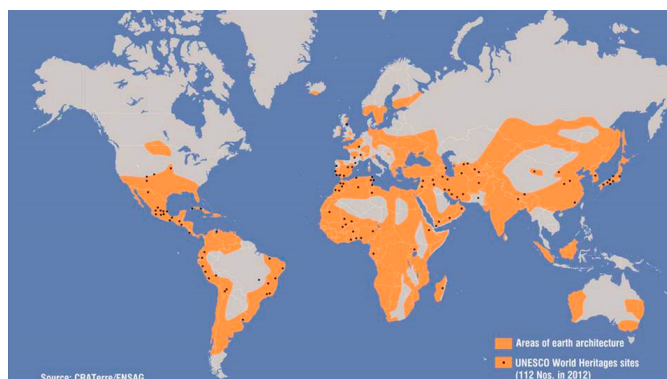 Areas of earth architecture
UNESCO World Heritages sites
(112 Nos. in 2012)
Source: CRATerre/ENSAG